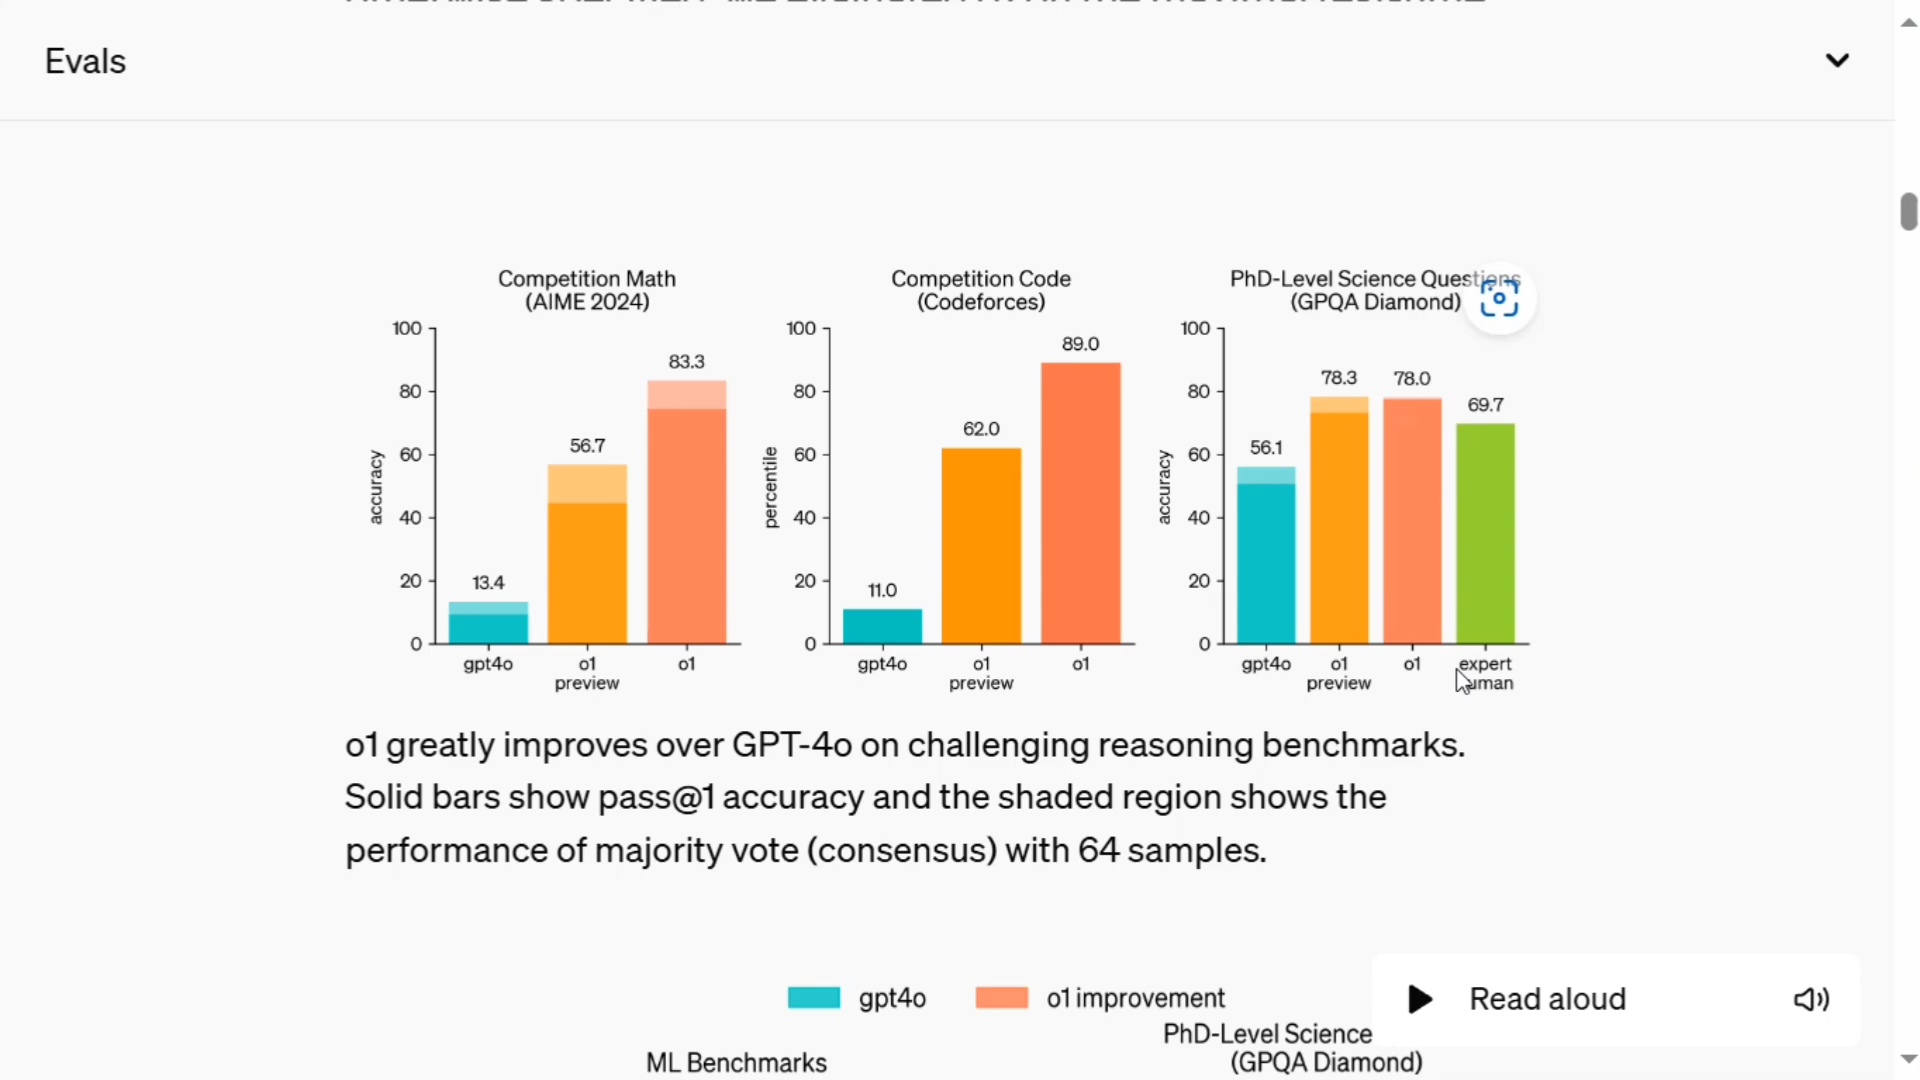 Evals
Competition Math
(AIME 2024)
100
80
60
40
20
0
accuracy
13.4
56.7
83.3
gpt4o
o1
preview
o1
Competition Code
(Codeforces)
100
80
60
40
20
0
percentile
11.0
62.0
89.0
gpt4o
o1
preview
o1
PhD-Level Science Questions
(GPQA Diamond)
100
80
60
40
20
0
accuracy
56.1
78.3
78.0
69.7
gpt4o
o1
preview
o1
expert
human
o1 greatly improves over GPT-4o on challenging reasoning benchmarks.
Solid bars show pass@1 accuracy and the shaded region shows the
performance of majority vote (consensus) with 64 samples.
gpt4o
o1 improvement
Read aloud
ML Benchmarks
PhD-Level Science
(GPQA Diamond)